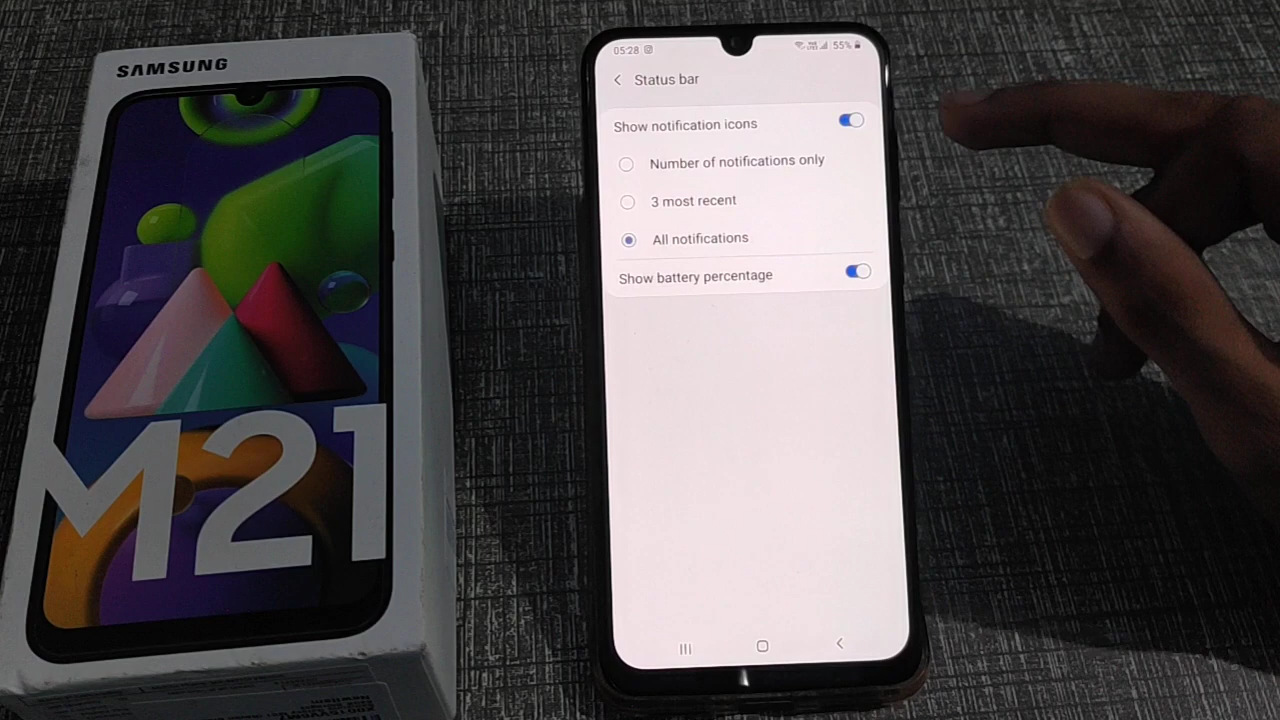 SAMSUNG
M21
05:28
55%
Status bar
Show notification icons
Number of notifications only
3 most recent
All notifications
Show battery percentage